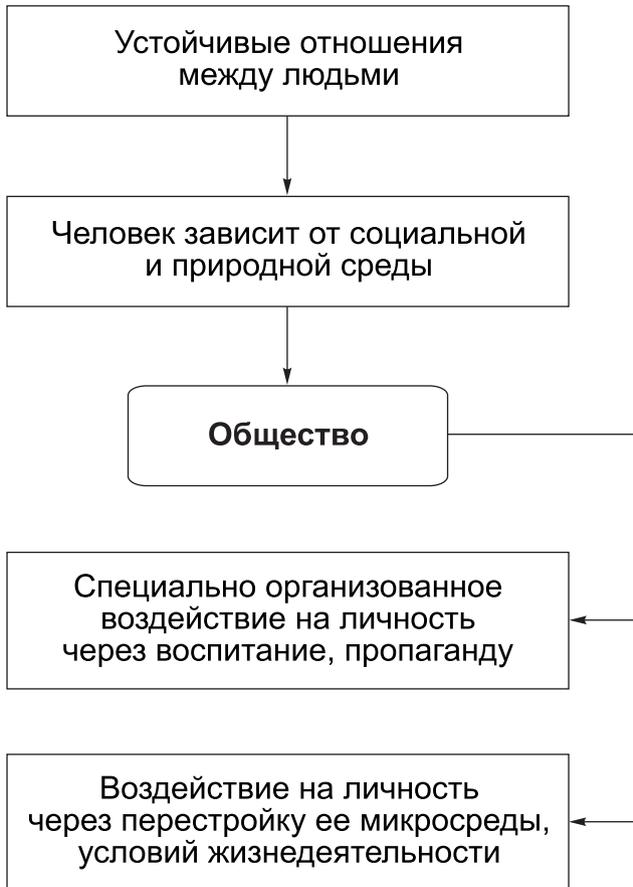 Устойчивые отношения
между людьми
Человек зависит от социальной
и природной среды
Общество
Специально организованное
воздействие на личность
через воспитание, пропаганду
Воздействие на личность
через перестройку ее микросреды,
условий жизнедеятельности